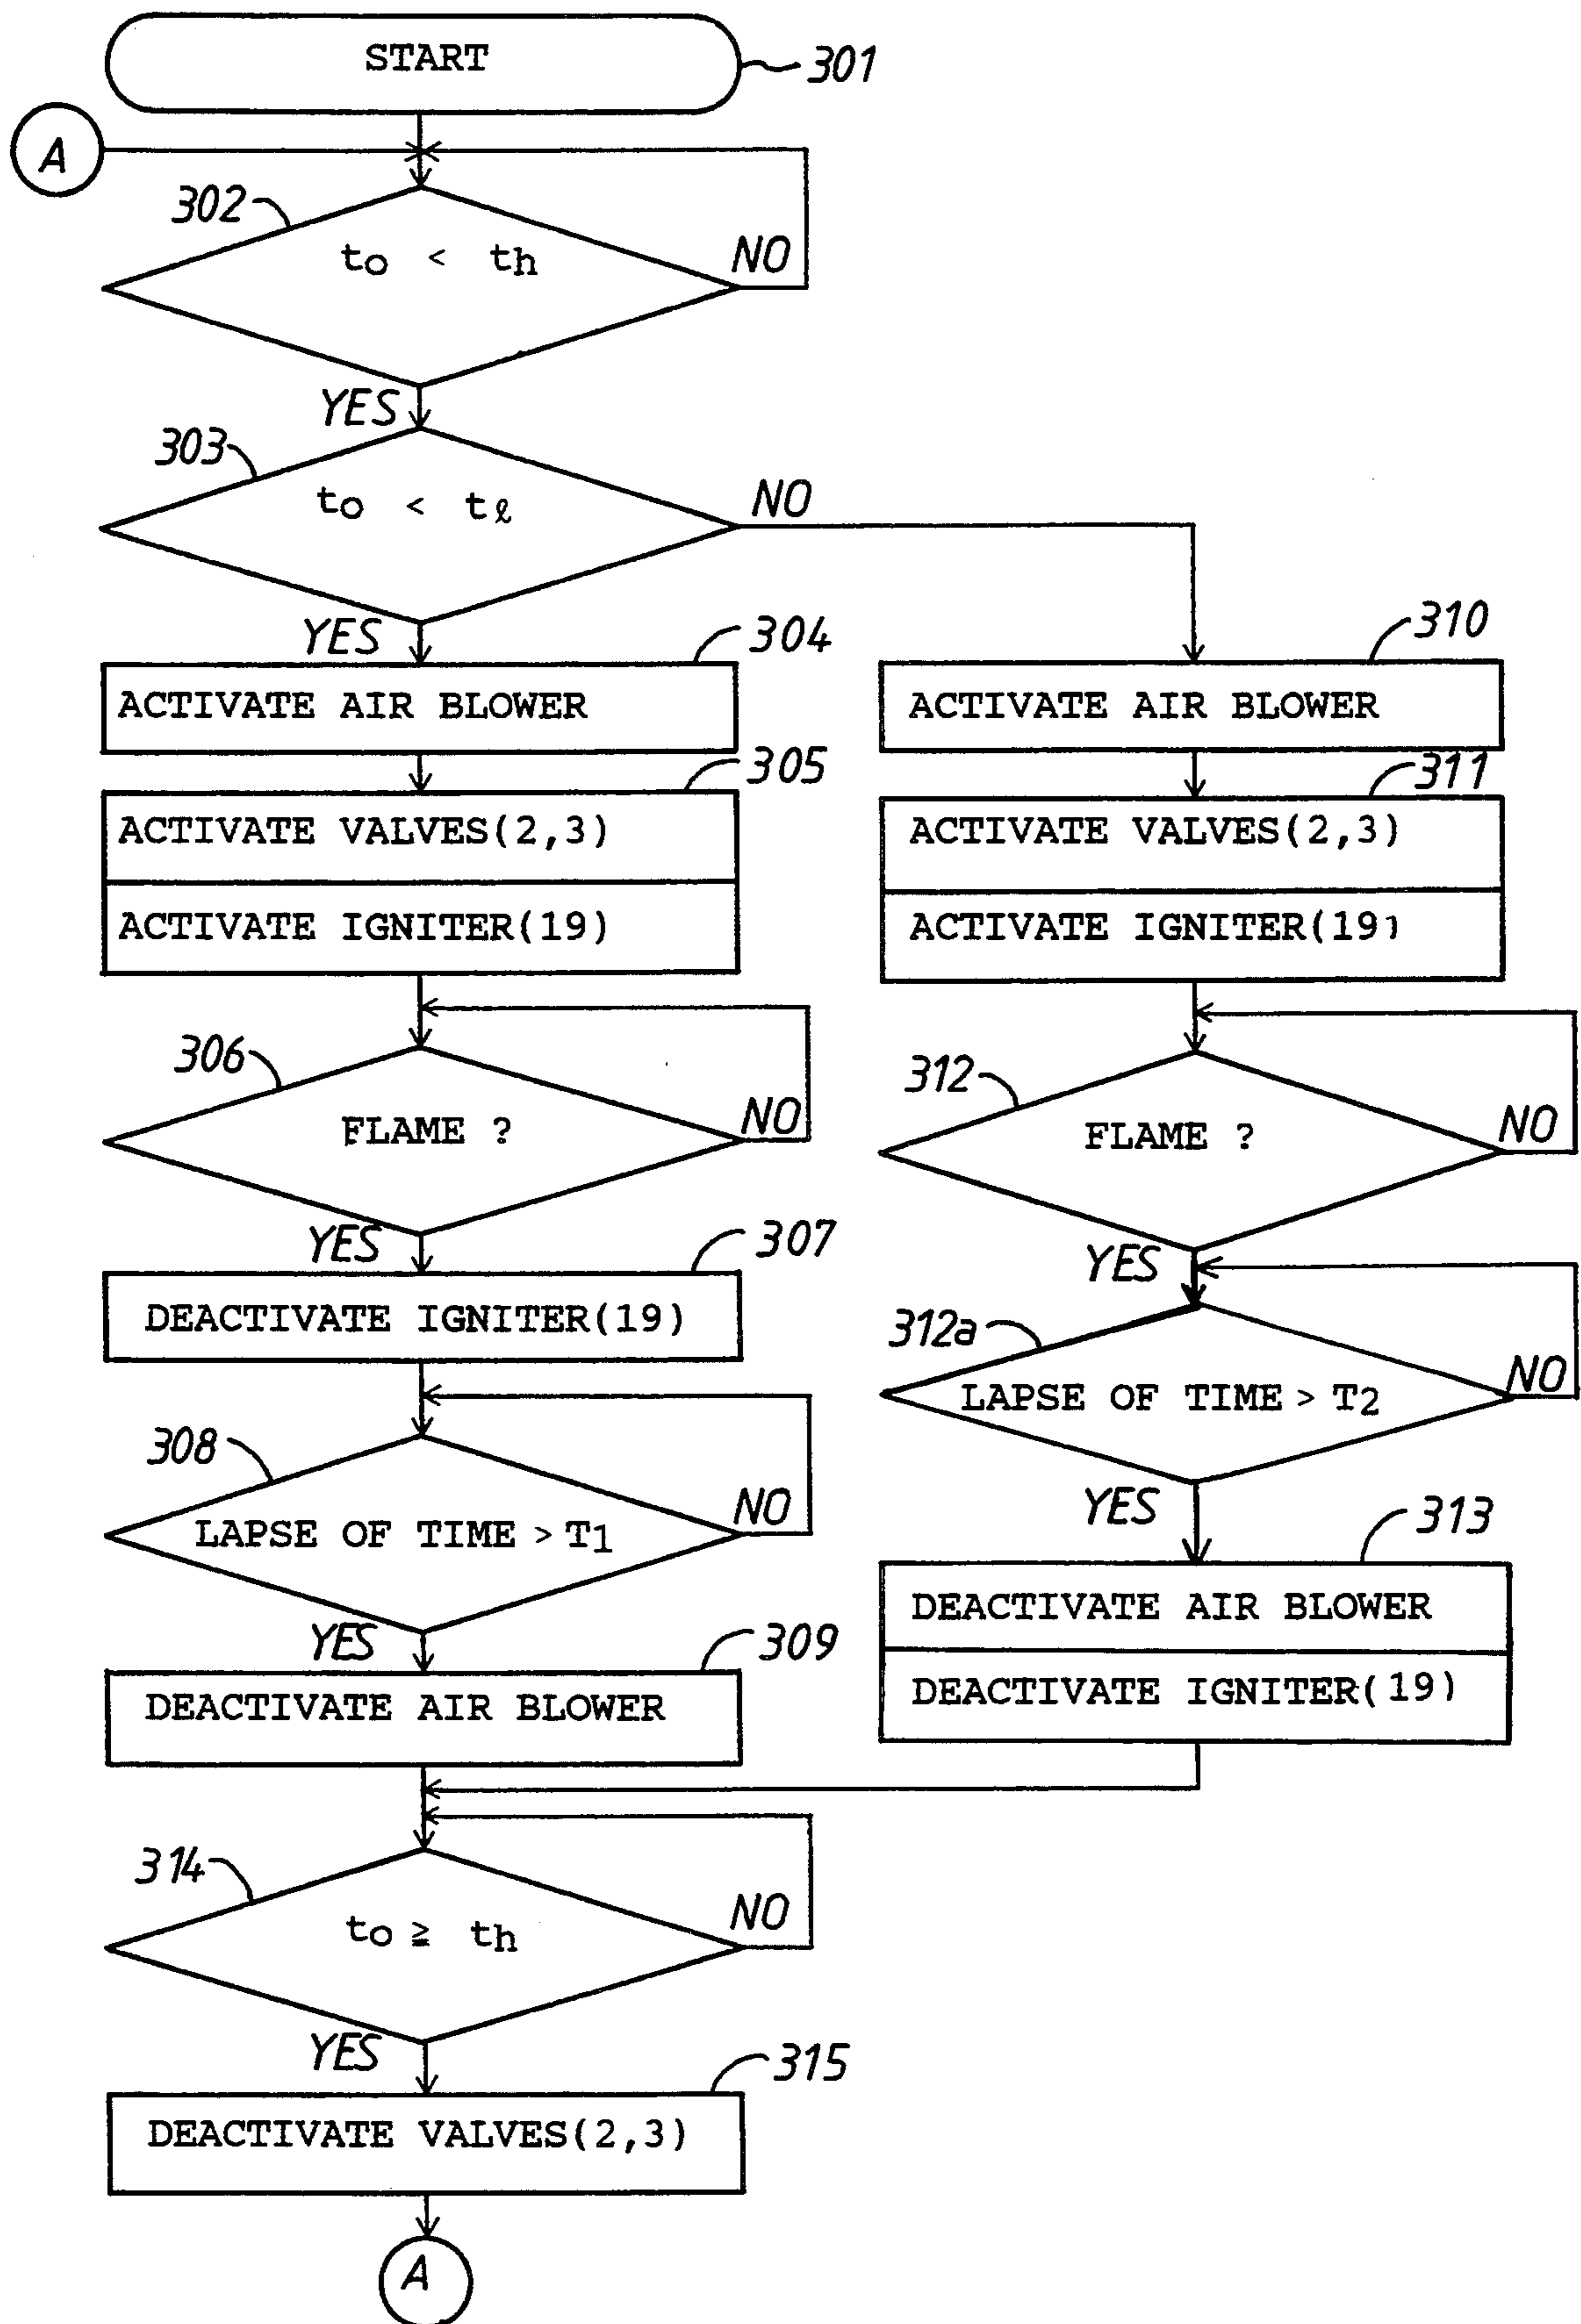 START
301
A
302
to < th
NO
YES
303
to < tℓ
NO
YES
304
ACTIVATE AIR BLOWER
305
ACTIVATE VALVES(2,3)
ACTIVATE IGNITER(19)
306
FLAME ?
NO
YES
307
DEACTIVATE IGNITER(19)
308
LAPSE OF TIME > T1
NO
YES
309
DEACTIVATE AIR BLOWER
310
ACTIVATE AIR BLOWER
311
ACTIVATE VALVES(2,3)
ACTIVATE IGNITER(19)
312
FLAME ?
NO
YES
312a
LAPSE OF TIME > T2
NO
YES
313
DEACTIVATE AIR BLOWER
DEACTIVATE IGNITER(19)
314
to ≧ th
NO
YES
315
DEACTIVATE VALVES(2,3)
A